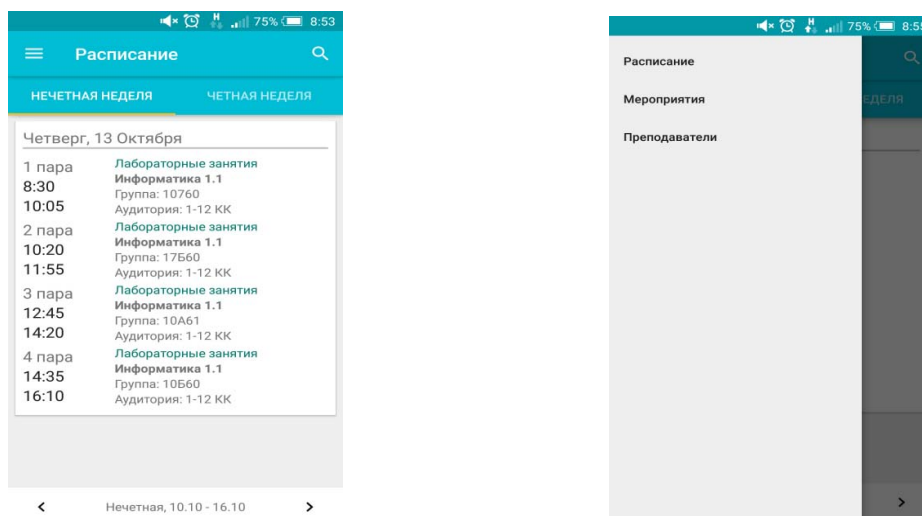 75% 8:53
Расписание
НЕЧЕТНАЯ НЕДЕЛЯ ЧЕТНАЯ НЕДЕЛЯ
Четверг, 13 Октября
1 пара
8:30
10:05
Лабораторные занятия
Информатика 1.1
Группа: 10760
Аудитория: 1-12 КК
2 пара
10:20
11:55
Лабораторные занятия
Информатика 1.1
Группа: 17Б60
Аудитория: 1-12 КК
3 пара
12:45
14:20
Лабораторные занятия
Информатика 1.1
Группа: 10А61
Аудитория: 1-12 КК
4 пара
14:35
16:10
Лабораторные занятия
Информатика 1.1
Группа: 10Б60
Аудитория: 1-12 КК
Нечетная, 10.10 - 16.10
H 75%
Расписание
Мероприятия
Преподаватели
ЕДЕЛЯ